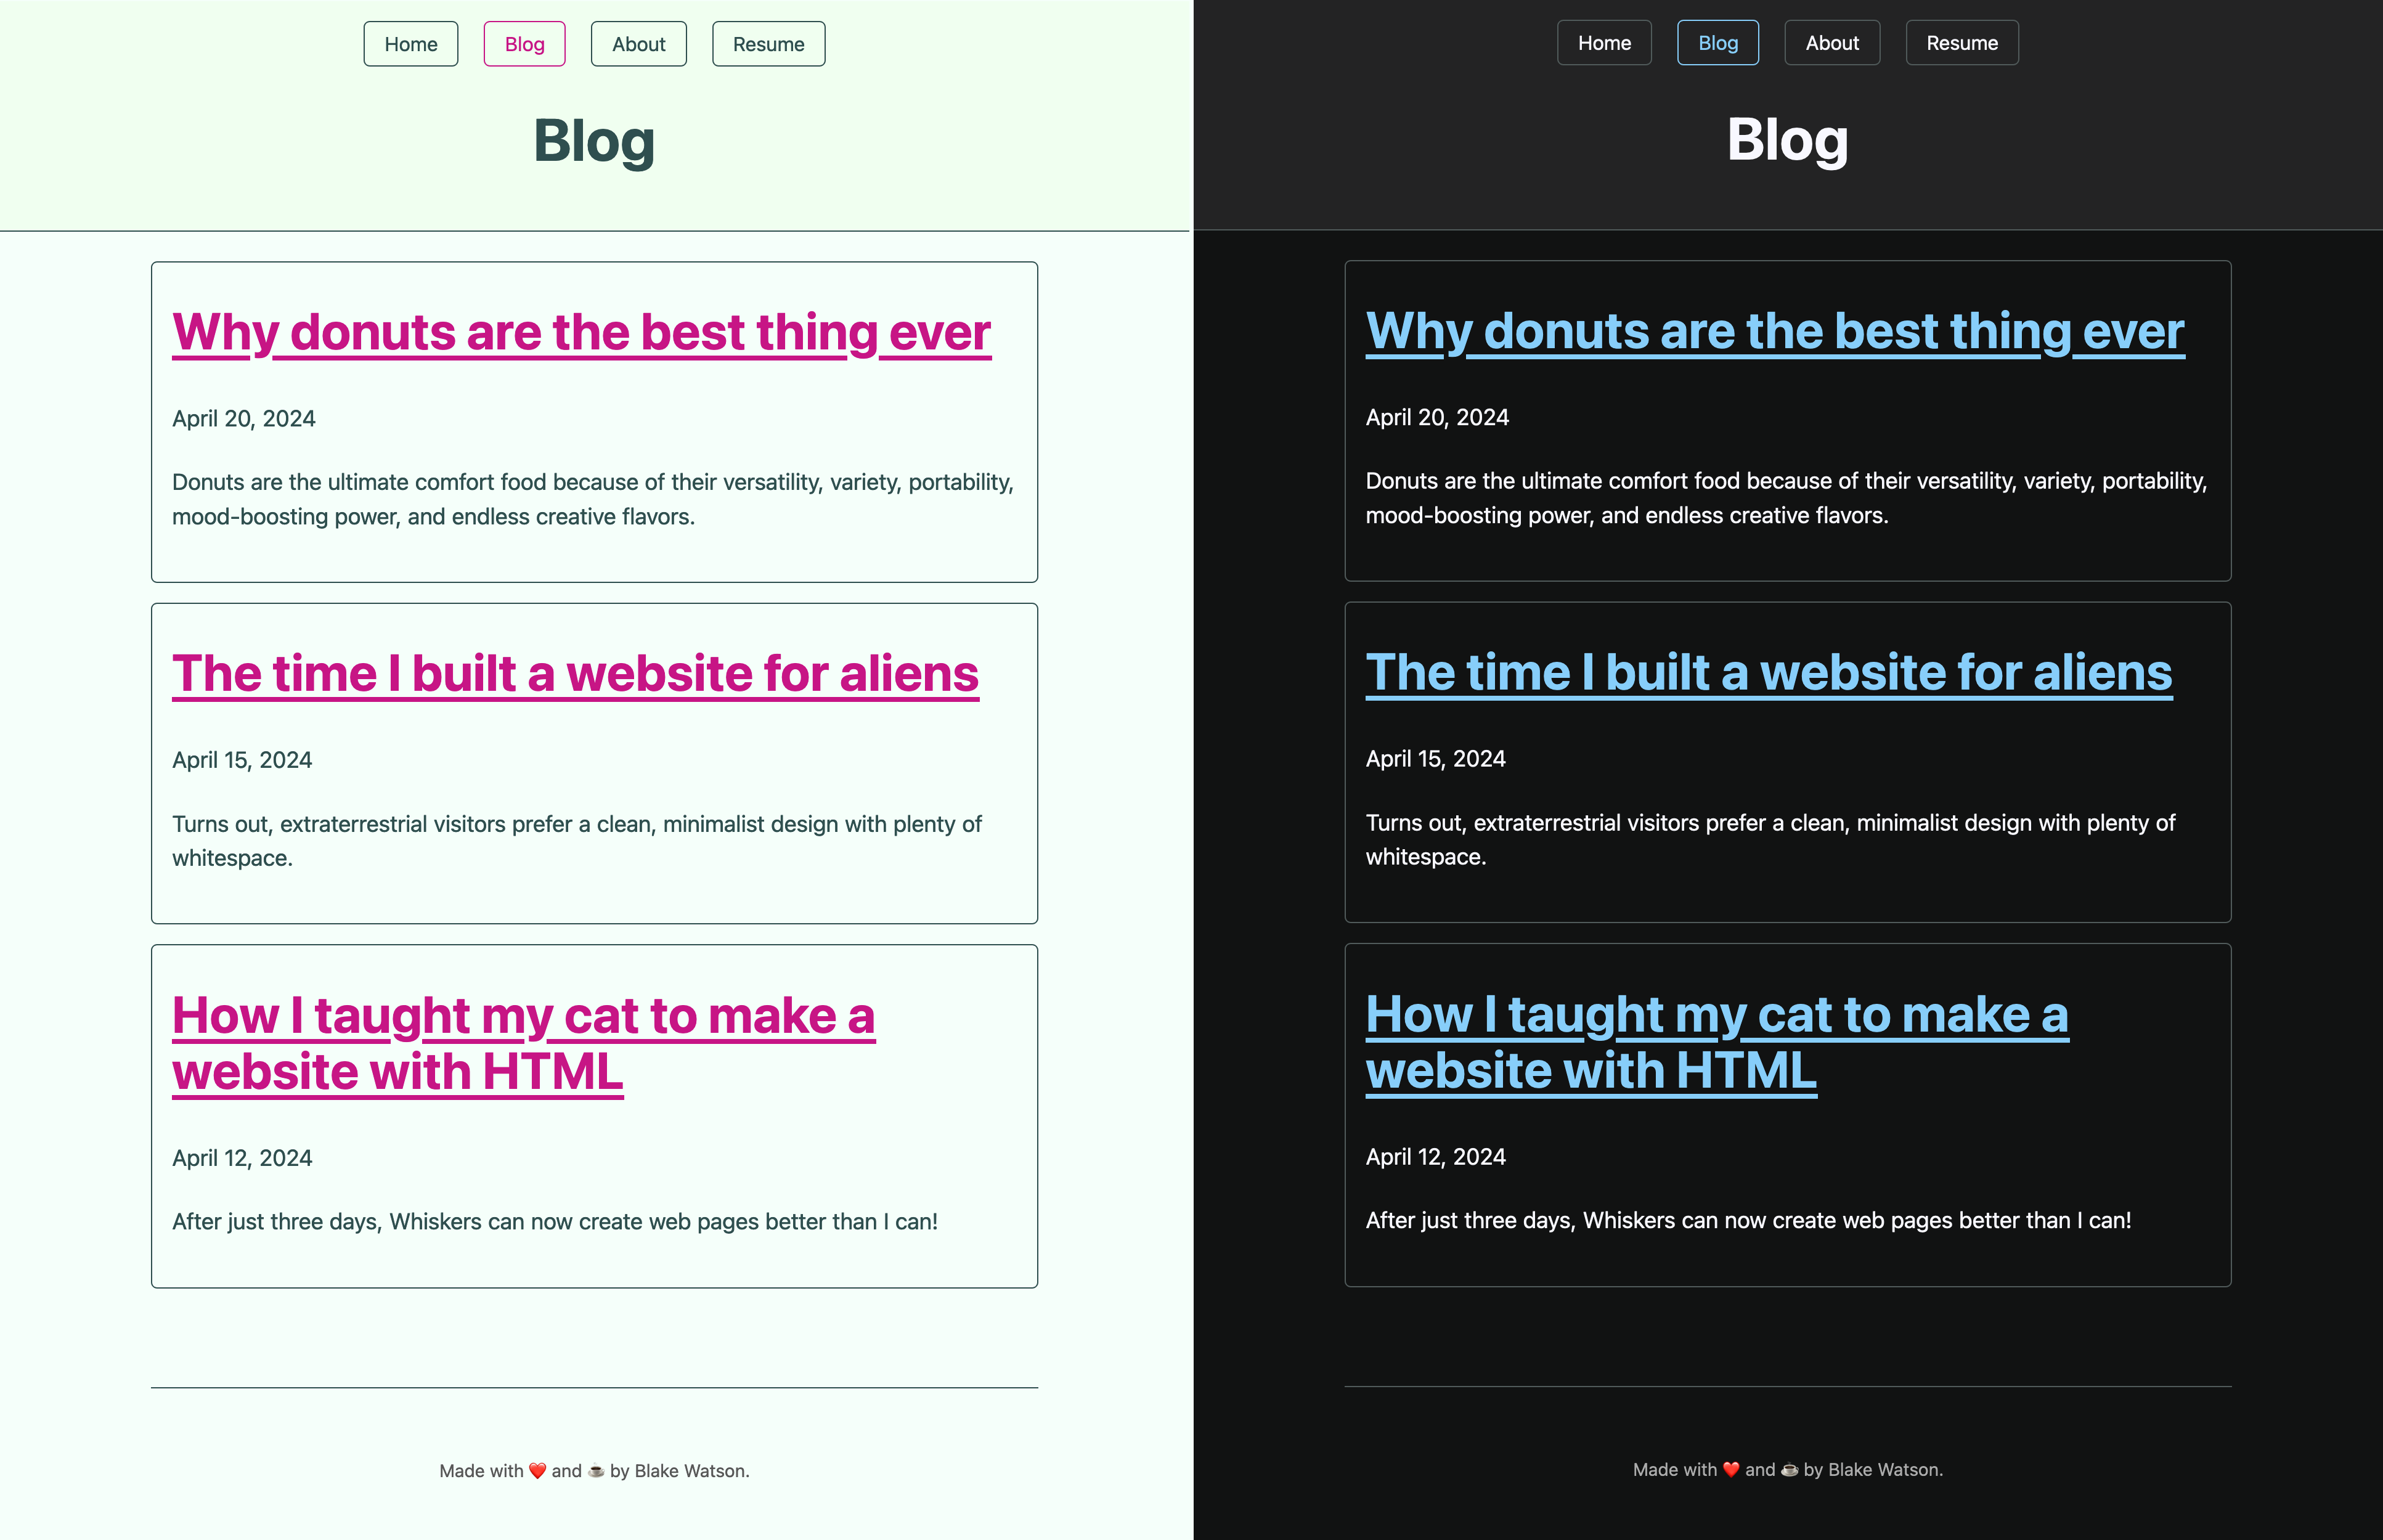 Home Blog About Resume
Blog
Why donuts are the best thing ever
April 20, 2024
Donuts are the ultimate comfort food because of their versatility, variety, portability,
mood-boosting power, and endless creative flavors.
The time I built a website for aliens
April 15, 2024
Turns out, extraterrestrial visitors prefer a clean, minimalist design with plenty of
whitespace.
How I taught my cat to make a
website with HTML
April 12, 2024
After just three days, Whiskers can now create web pages better than I can!
Made with ❤️ and ☕ by Blake Watson.
Home Blog About Resume
Blog
Why donuts are the best thing ever
April 20, 2024
Donuts are the ultimate comfort food because of their versatility, variety, portability,
mood-boosting power, and endless creative flavors.
The time I built a website for aliens
April 15, 2024
Turns out, extraterrestrial visitors prefer a clean, minimalist design with plenty of
whitespace.
How I taught my cat to make a
website with HTML
April 12, 2024
After just three days, Whiskers can now create web pages better than I can!
Made with ❤️ and ☕ by Blake Watson.